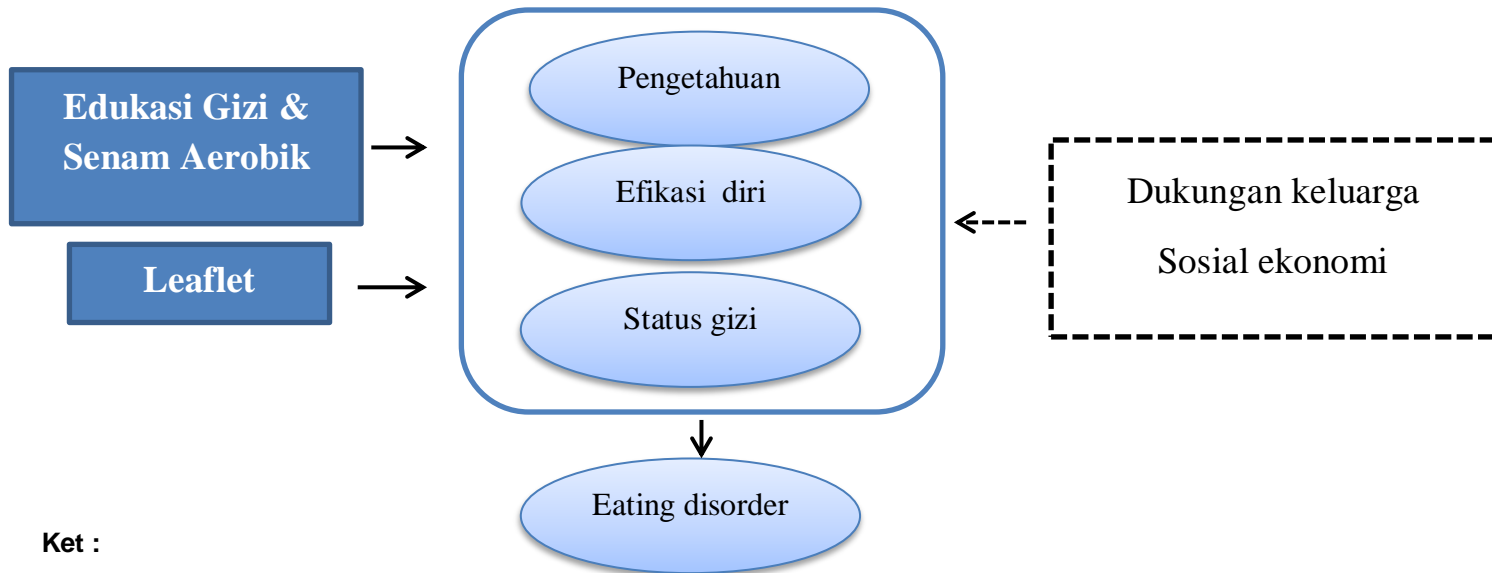 Edukasi Gizi &
Senam Aerobik
Leaflet
Pengetahuan
Efikasi diri
Status gizi
Dukungan keluarga
Sosial ekonomi
Eating disorder
Ket :